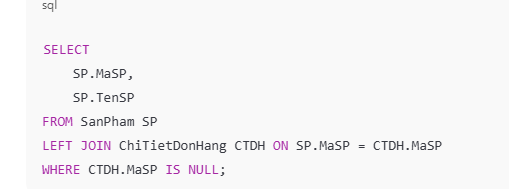 sql
SELECT
SP.MaSP,
SP.TenSP
FROM SanPham SP
LEFT JOIN ChiTietDonHang CTDH ON SP.MaSP = CTDH.MaSP
WHERE CTDH.MaSP IS NULL;